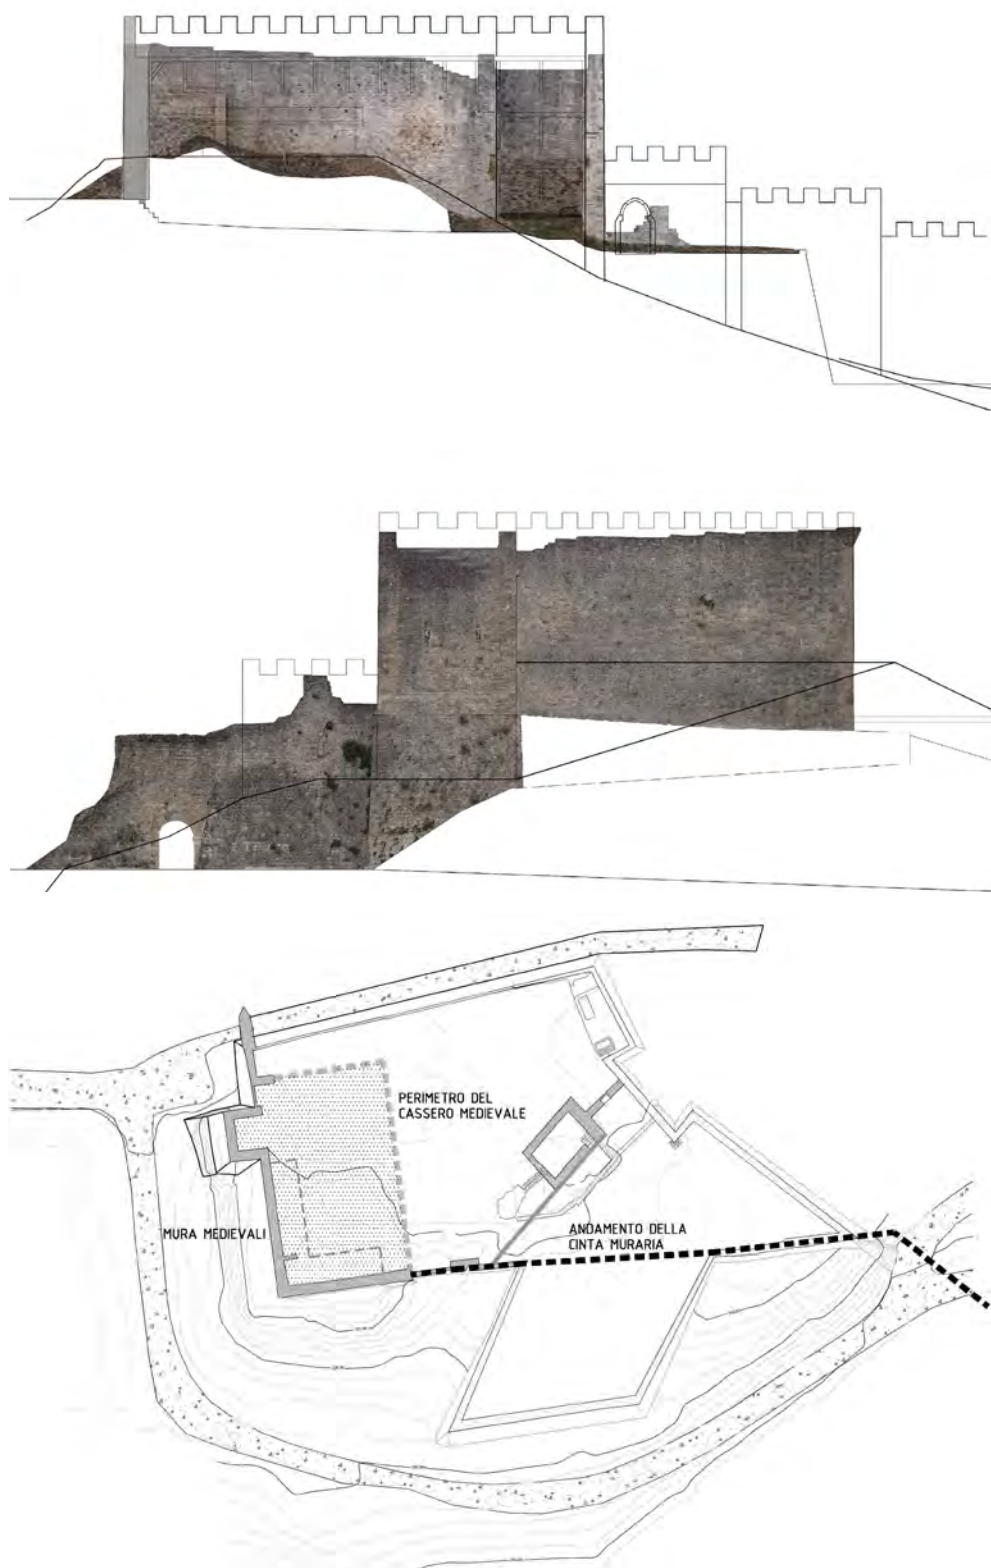 PERIMETRO DEL
CASSERO MEDIEVALE
MURA MEDIEVALI
ANDAMENTO DELLA
CINTA MURARIA